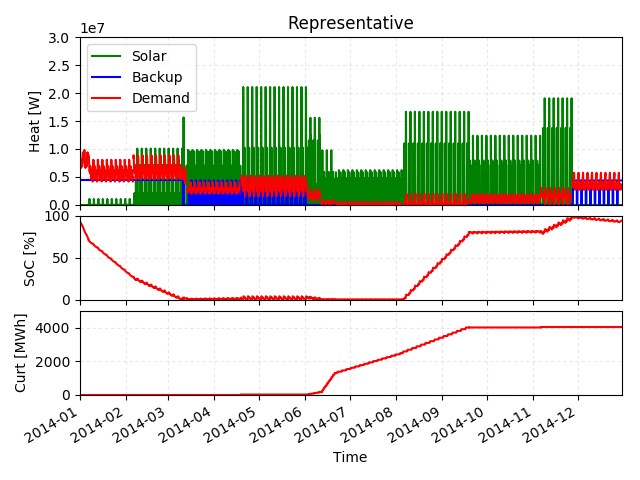 Representative
1e7
3.0
2.5
2.0
1.5
1.0
0.5
0.0
Heat [W]
Solar
Backup
Demand
100
50
0
SoC [%]
4000
2000
0
Curt [MWh]
2014-01
2014-02
2014-03
2014-04
2014-05
2014-06
2014-07
2014-08
2014-09
2014-10
2014-11
2014-12
Time